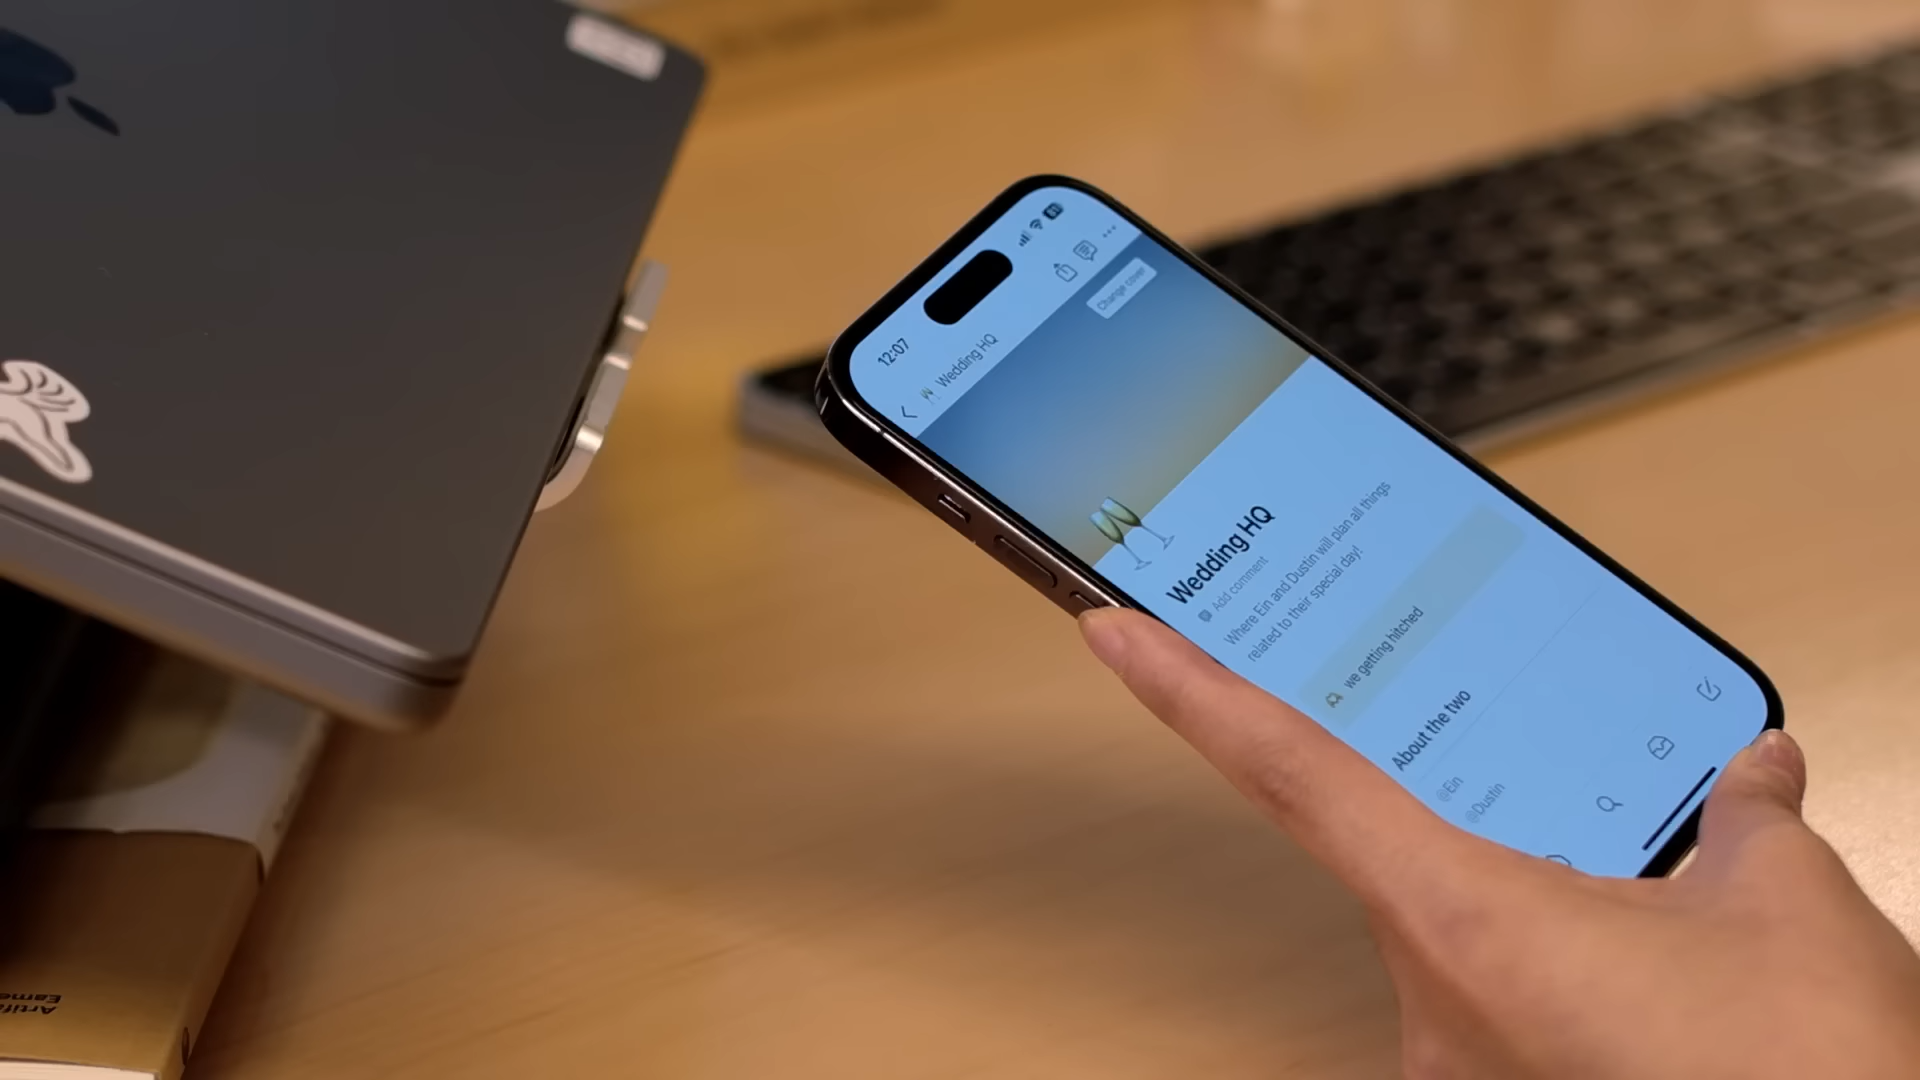 12:07
Wedding HQ
Change cover
Wedding HQ
Add comment
Where Ein and Dustin will plan all things
related to their special day!
we getting hitched
About the two
@Ein
@Dustin